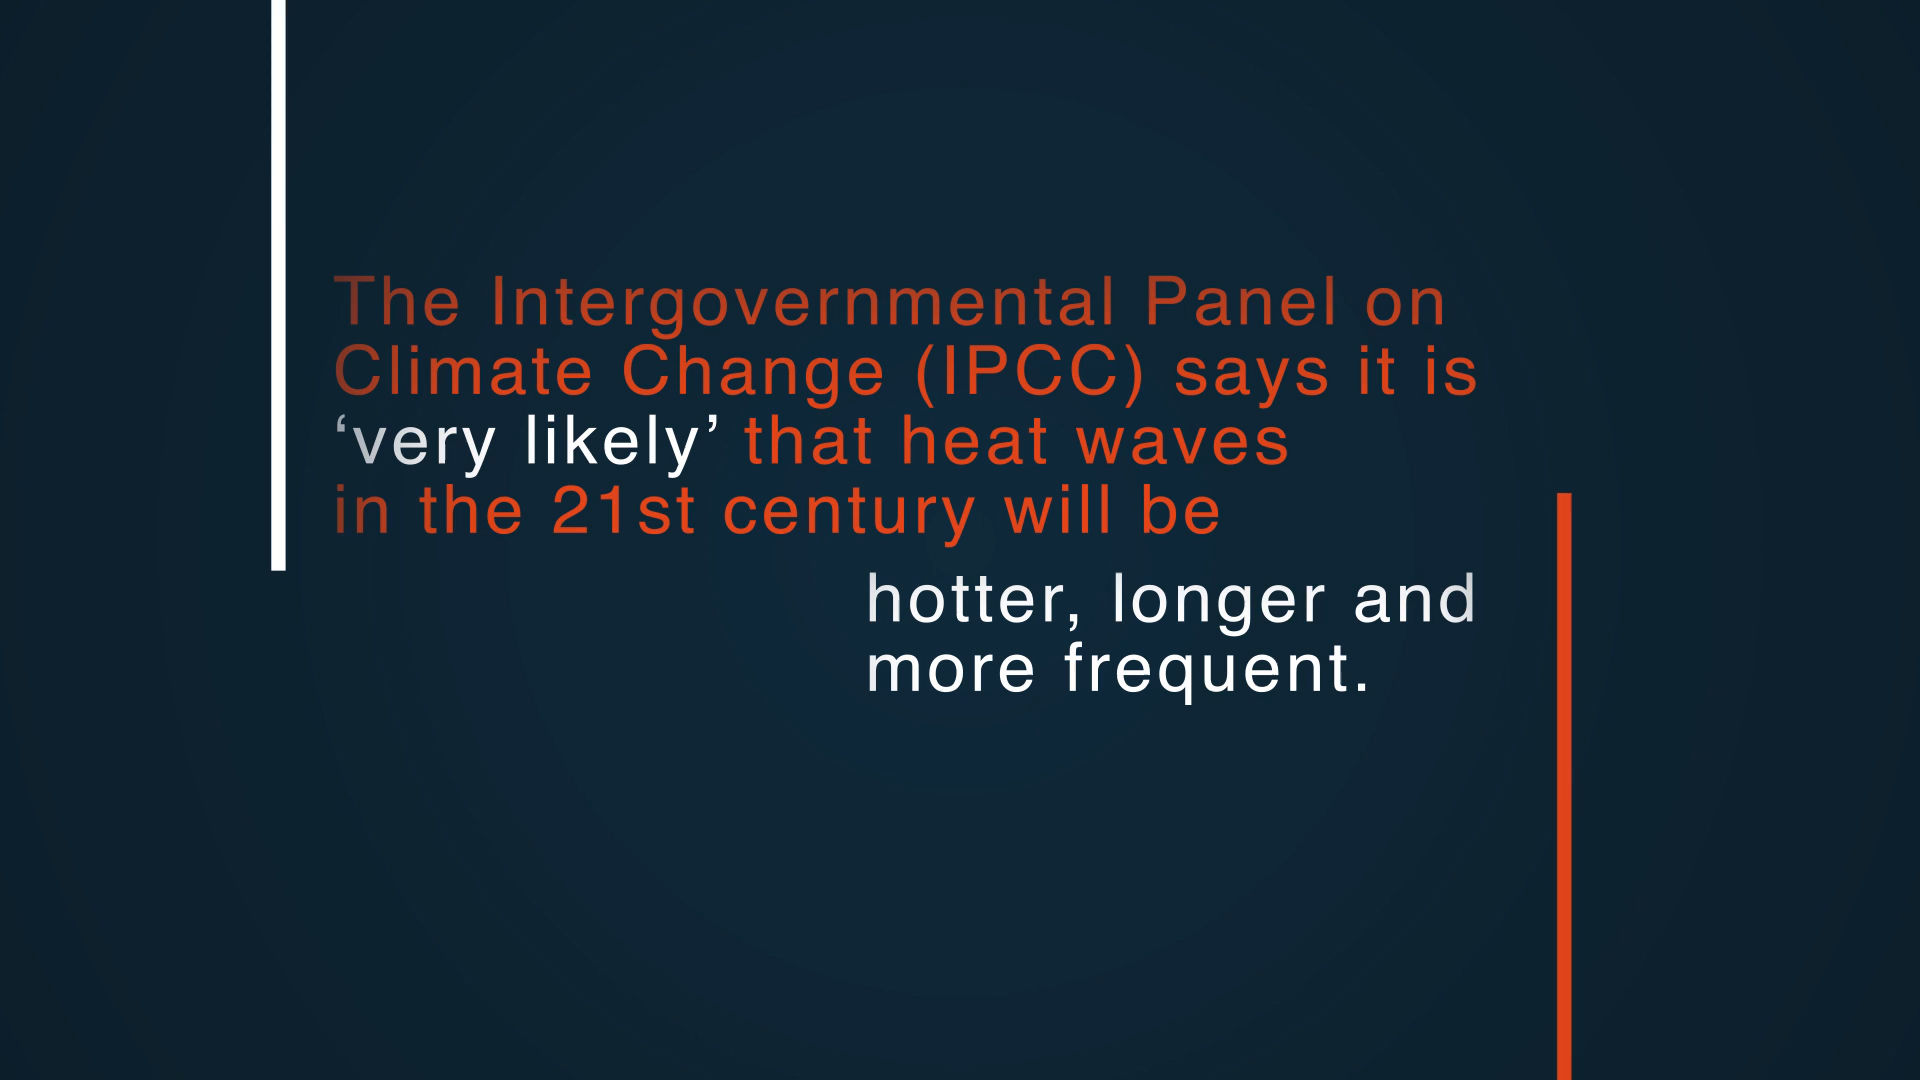 The Intergovernmental Panel on
Climate Change (IPCC) says it is
‘very likely’ that heat waves
in the 21st century will be
hotter, longer and
more frequent.